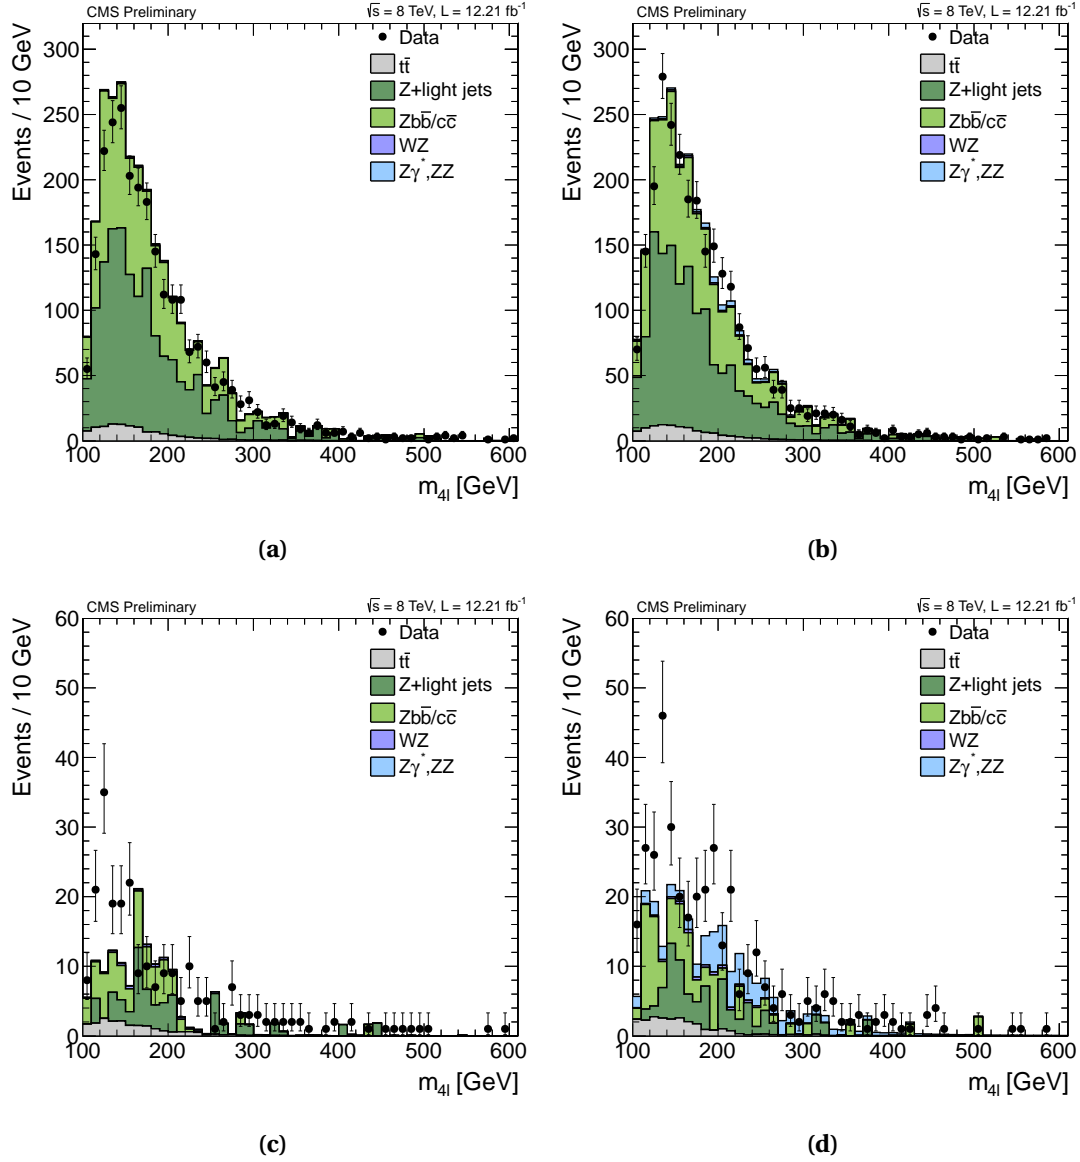 CMS Preliminary √s = 8 TeV, L = 12.21 fb⁻¹
Events / 10 GeV
300
250
200
150
100
50
0
Data
tt̄
Z+light jets
Zbb̄/cc̄
WZ
Zγ*,ZZ
100 200 300 400 500 600
m4l [GeV]
(a)
CMS Preliminary √s = 8 TeV, L = 12.21 fb⁻¹
Events / 10 GeV
300
250
200
150
100
50
0
Data
tt̄
Z+light jets
Zbb̄/cc̄
WZ
Zγ*,ZZ
100 200 300 400 500 600
m4l [GeV]
(b)
CMS Preliminary √s = 8 TeV, L = 12.21 fb⁻¹
Events / 10 GeV
60
50
40
30
20
10
0
Data
tt̄
Z+light jets
Zbb̄/cc̄
WZ
Zγ*,ZZ
100 200 300 400 500 600
m4l [GeV]
(c)
CMS Preliminary √s = 8 TeV, L = 12.21 fb⁻¹
Events / 10 GeV
60
50
40
30
20
10
0
Data
tt̄
Z+light jets
Zbb̄/cc̄
WZ
Zγ*,ZZ
100 200 300 400 500 600
m4l [GeV]
(d)